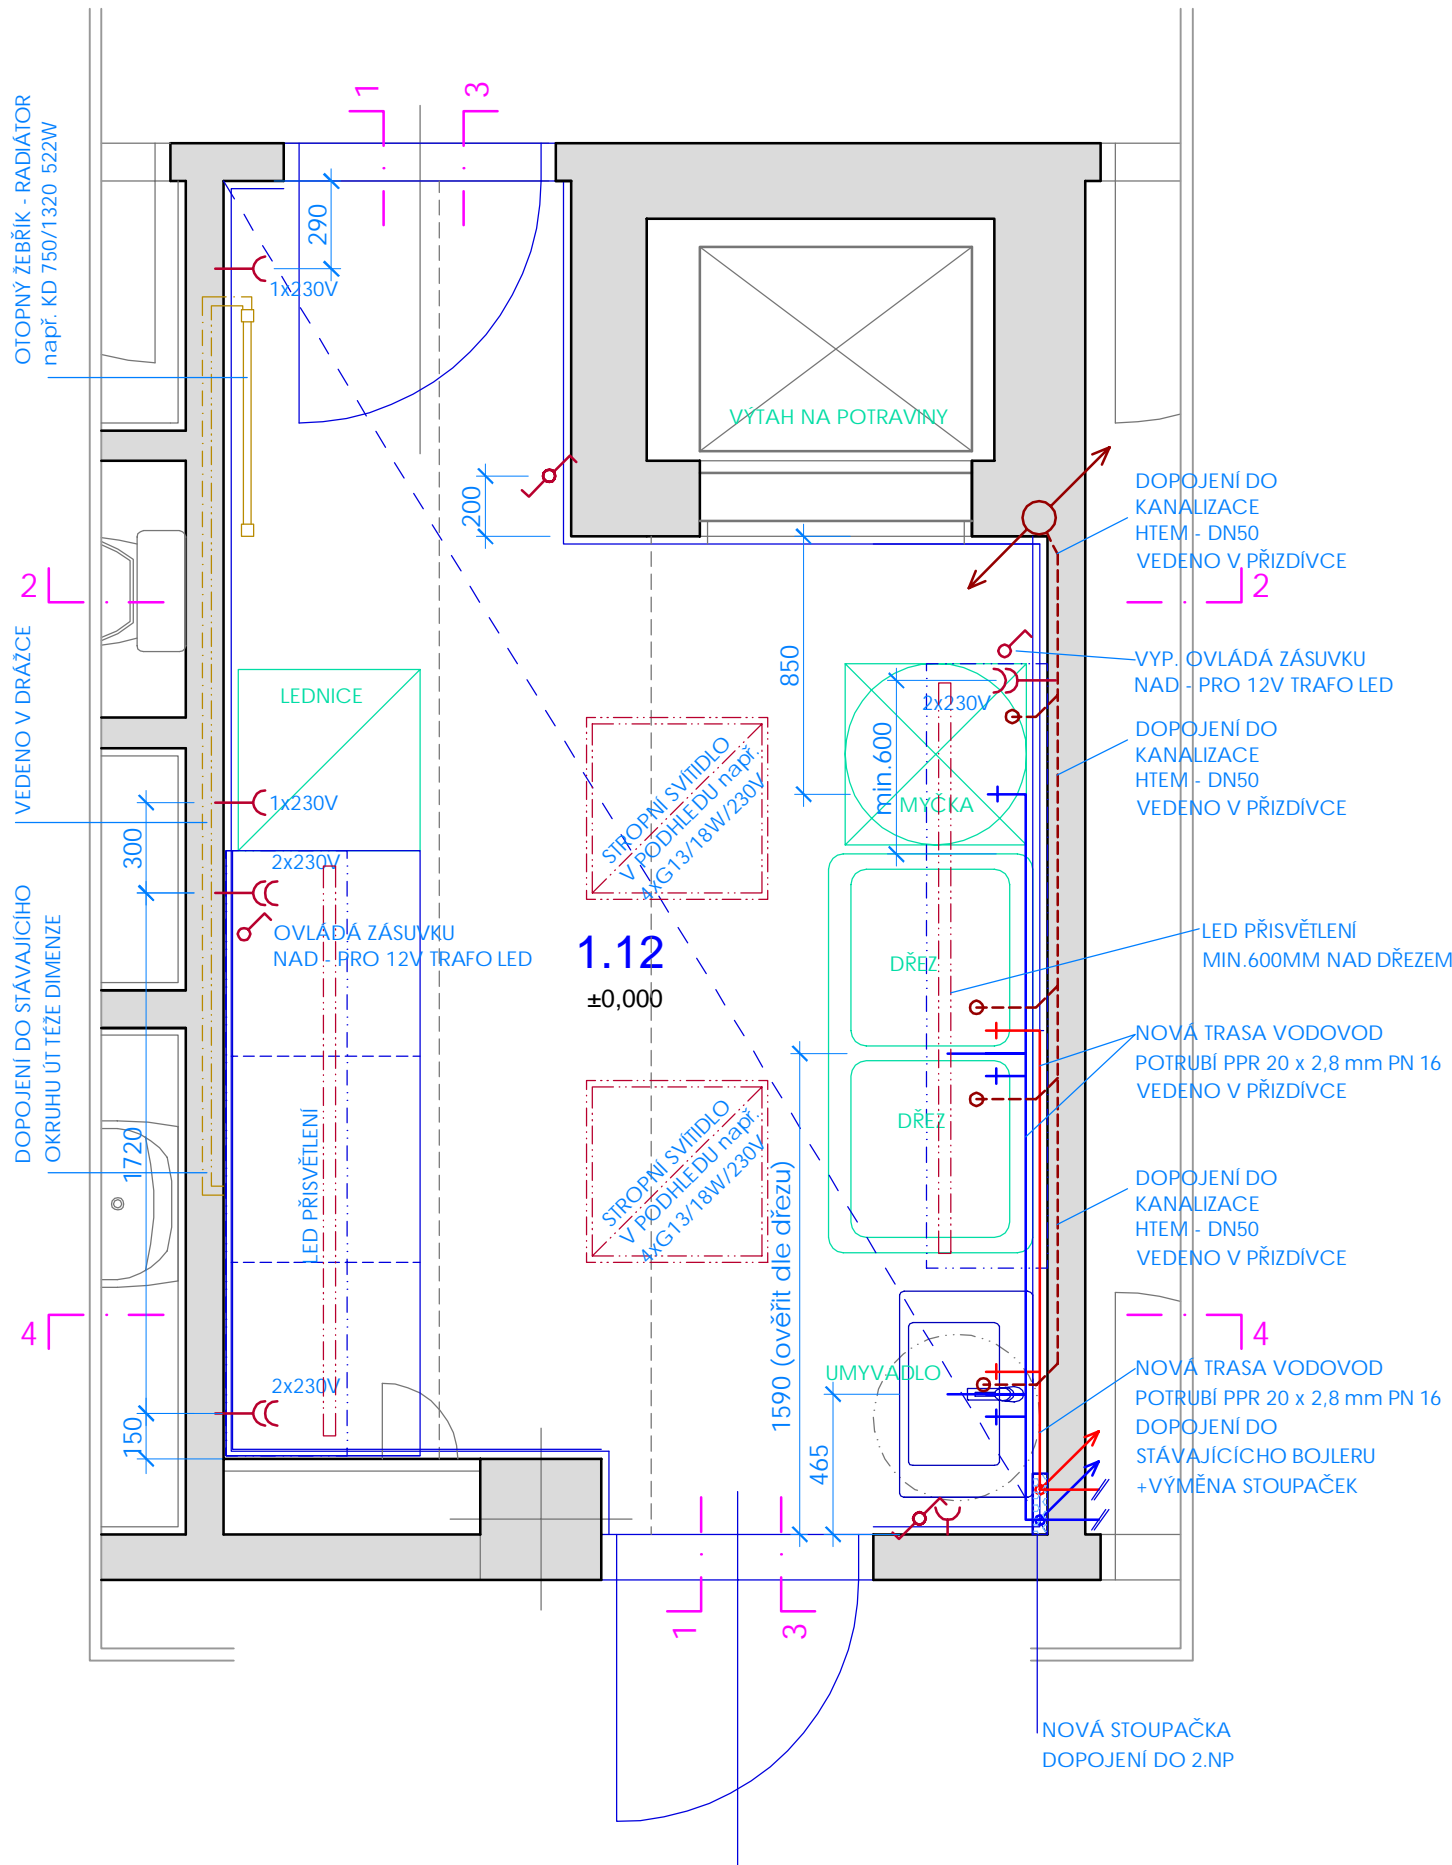 1
3
OTOPNÝ ŽEBŘÍK - RADIÁTOR
např. KD 750/1320 522W
290
1x230V
VÝTAH NA POTRAVINY
200
DOPOJENÍ DO
KANALIZACE
HTEM - DN50
VEDENO V PŘIZDÍVCE
2
2
VEDENO V DRÁŽCE
LEDNICE
850
VYP. OVLÁDÁ ZÁSUVKU
NAD - PRO 12V TRAFO LED
2x230V
min.600
MYČKA
DOPOJENÍ DO
KANALIZACE
HTEM - DN50
VEDENO V PŘIZDÍVCE
STROPNÍ SVÍTIDLO
V PODHLEDU např.
4xG13/18W/230V
1x230V
300
2x230V
OVLÁDÁ ZÁSUVKU
NAD - PRO 12V TRAFO LED
1.12
±0,000
DŘEZ
LED PŘISVĚTLENÍ
MIN.600MM NAD DŘEZEM
DOPOJENÍ DO STÁVAJÍCÍHO
OKRUHU ÚT TÉŽE DIMENZE
NOVÁ TRASA VODOVOD
POTRUBÍ PPR 20 x 2,8 mm PN 16
VEDENO V PŘIZDÍVCE
1720
LED PŘISVĚTLENÍ
STROPNÍ SVÍTIDLO
V PODHLEDU např.
4xG13/18W/230V
DŘEZ
1590 (ověřit dle dřezu)
DOPOJENÍ DO
KANALIZACE
HTEM - DN50
VEDENO V PŘIZDÍVCE
4
4
UMYVADLO
NOVÁ TRASA VODOVOD
POTRUBÍ PPR 20 x 2,8 mm PN 16
DOPOJENÍ DO
STÁVAJÍCÍCHO BOJLERU
+VÝMĚNA STOUPAČEK
2x230V
150
465
1
3
NOVÁ STOUPAČKA
DOPOJENÍ DO 2.NP